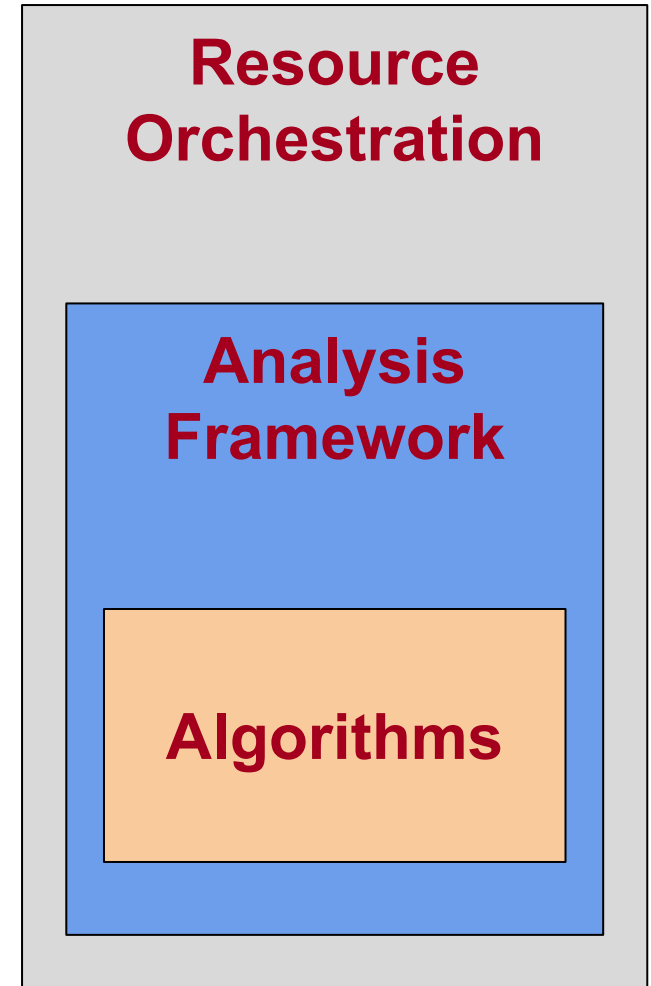 Resource
Orchestration
Analysis
Framework
Algorithms